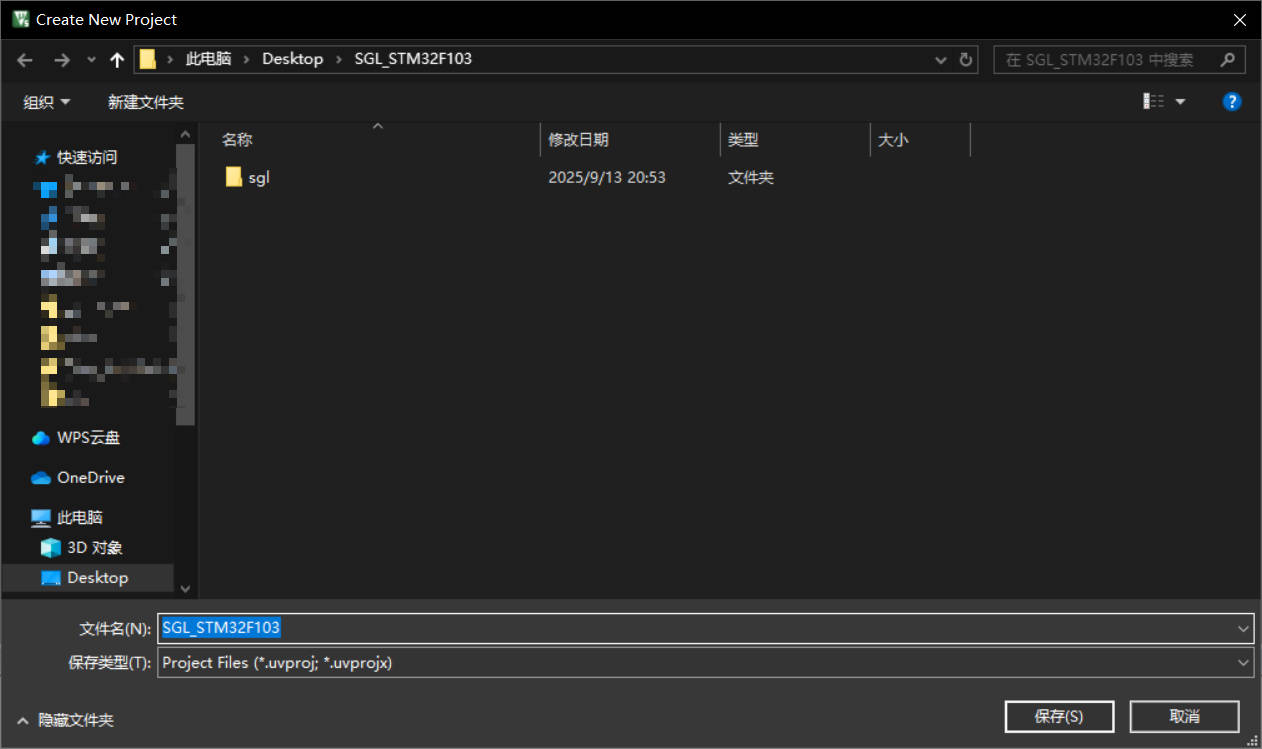 Create New Project
此电脑 > Desktop > SGL_STM32F103
在 SGL_STM32F103 中搜索
组织
新建文件夹
名称
修改日期
类型
大小
快速访问
sgl
2025/9/13 20:53
文件夹
WPS云盘
OneDrive
此电脑
3D 对象
Desktop
文件名(N): SGL_STM32F103
保存类型(T): Project Files (*.uvproj; *.uvprojx)
隐藏文件夹
保存(S)
取消